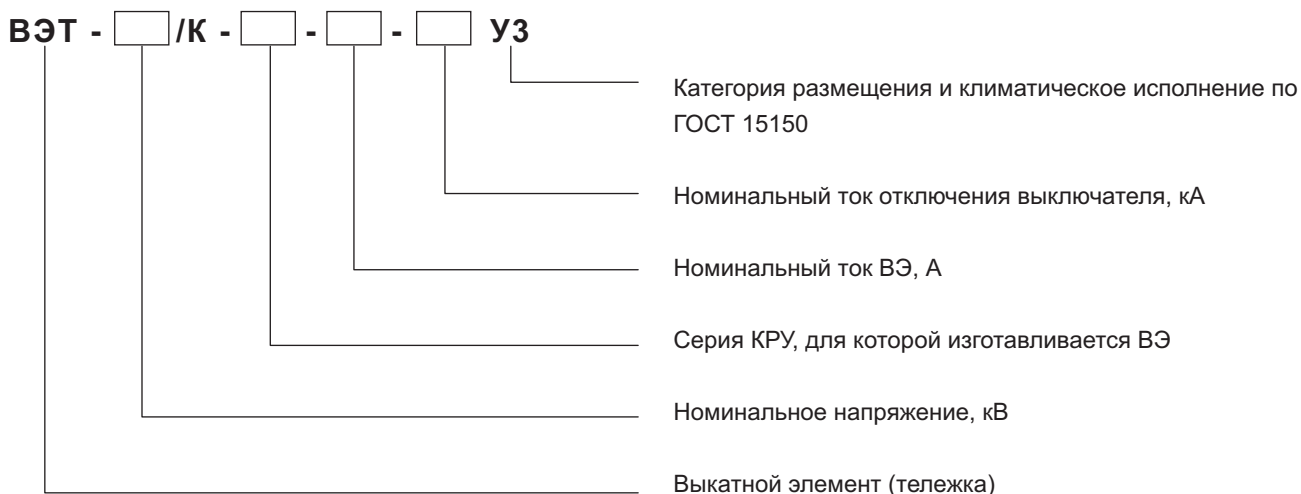 ВЭТ - /К - - - У3
Категория размещения и климатическое исполнение по
ГОСТ 15150
Номинальный ток отключения выключателя, кА
Номинальный ток ВЭ, А
Серия КРУ, для которой изготавливается ВЭ
Номинальное напряжение, кВ
Выкатной элемент (тележка)